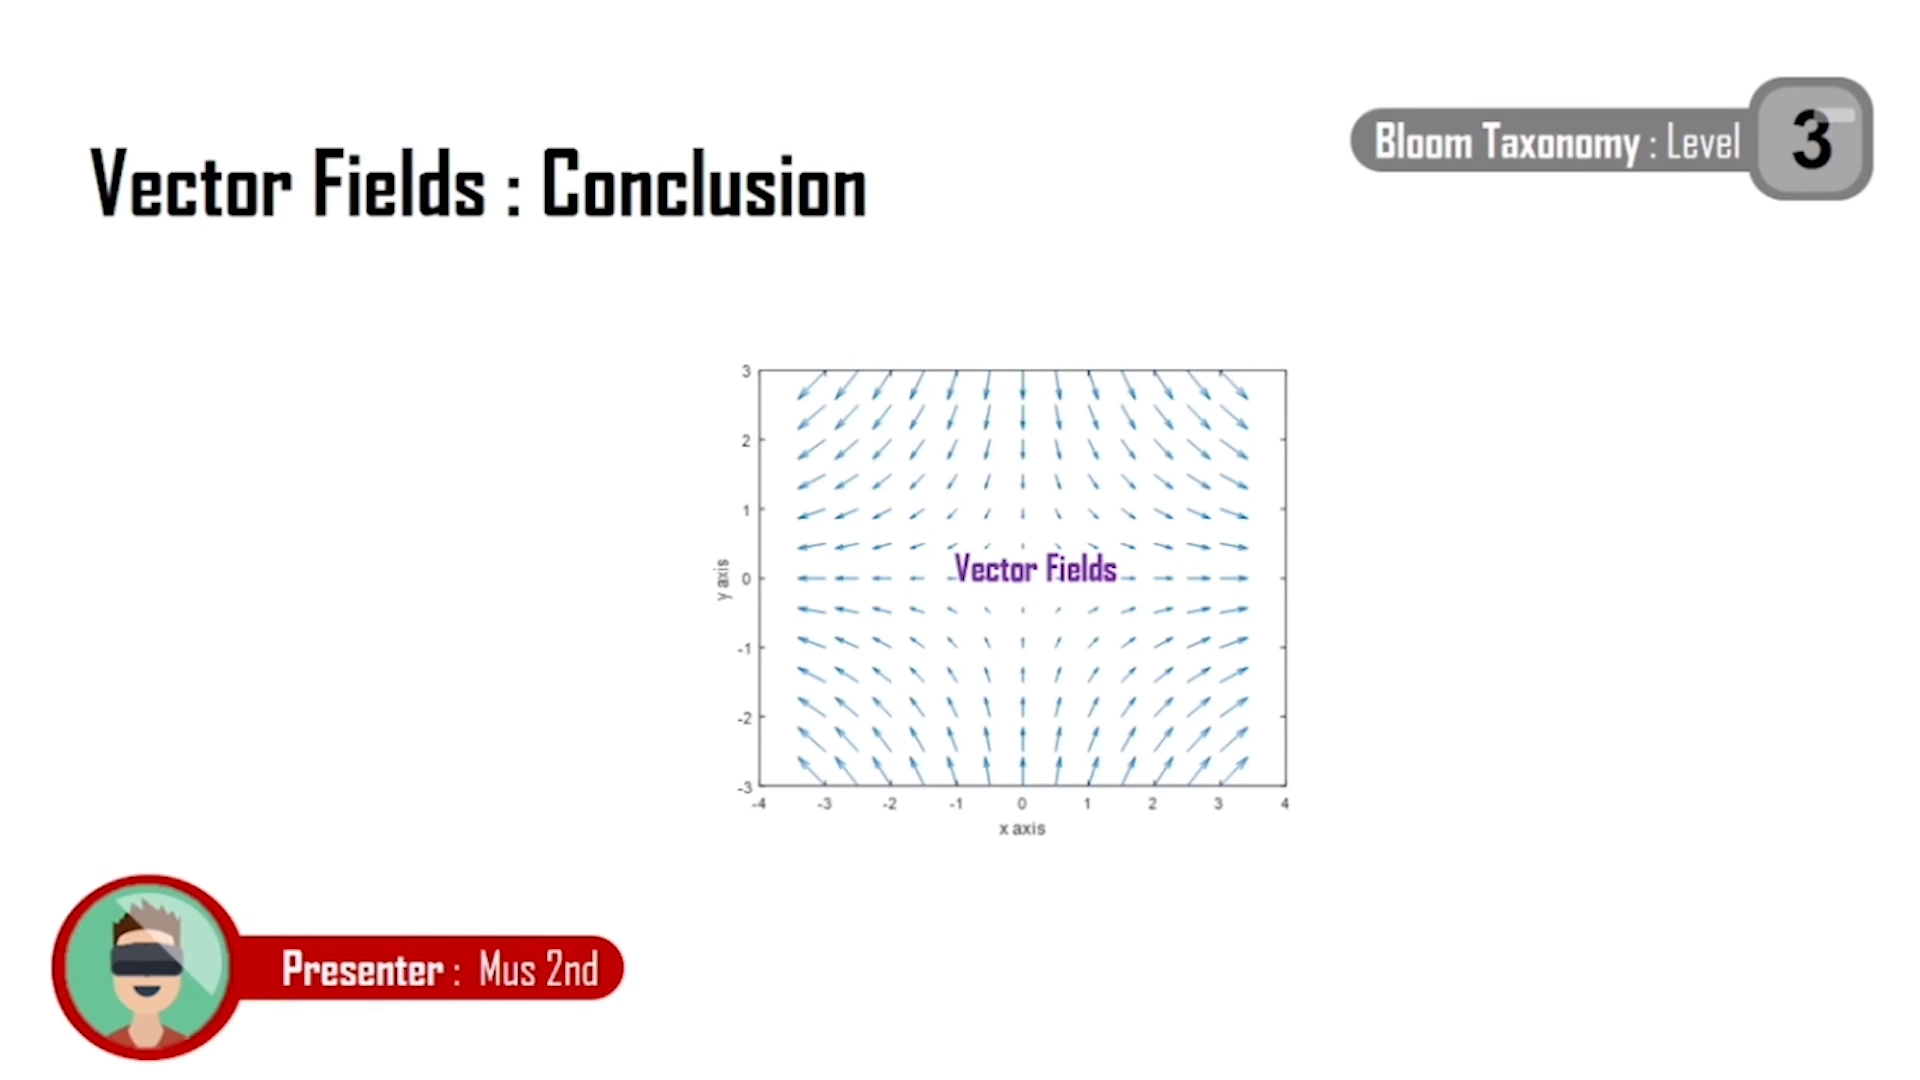 Bloom Taxonomy : Level 3
Vector Fields : Conclusion
3
2
1
0
-1
-2
-3
y axis
Vector Fields
-4 -3 -2 -1 0 1 2 3 4
x axis
Presenter : Mus 2nd